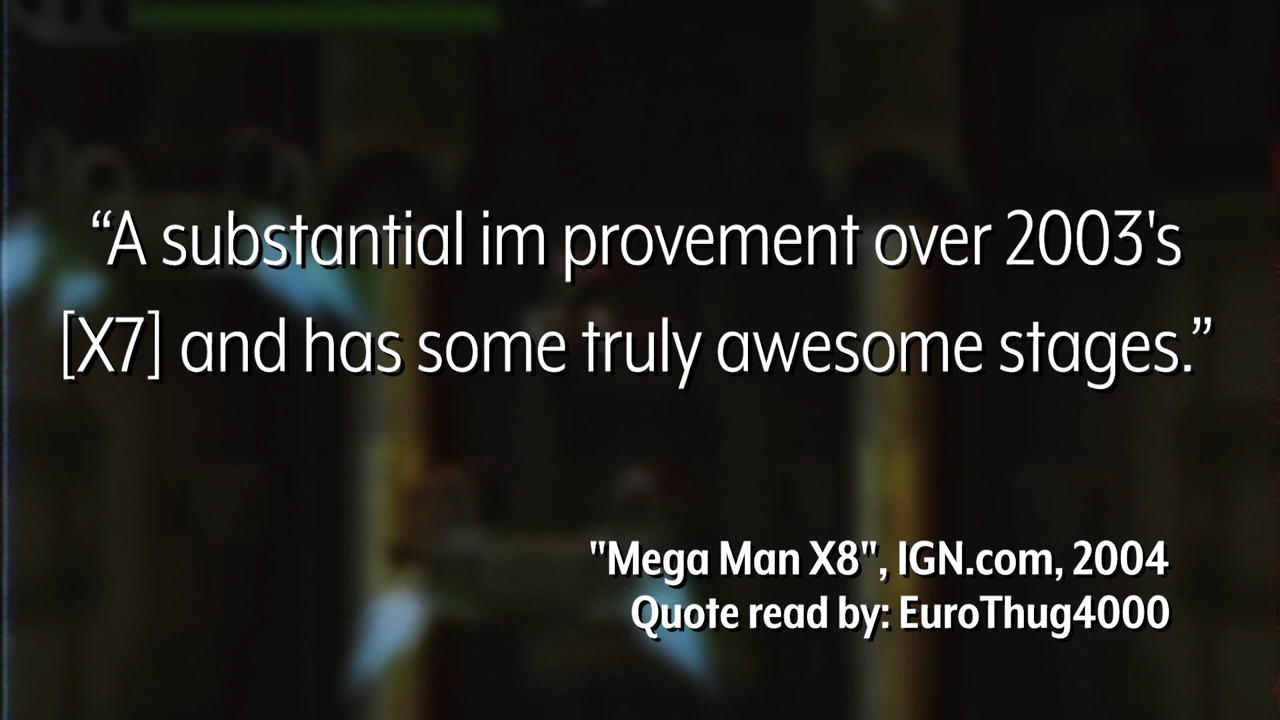 “A substantial im provement over 2003's
[X7] and has some truly awesome stages.”
"Mega Man X8", IGN.com, 2004
Quote read by: EuroThug4000